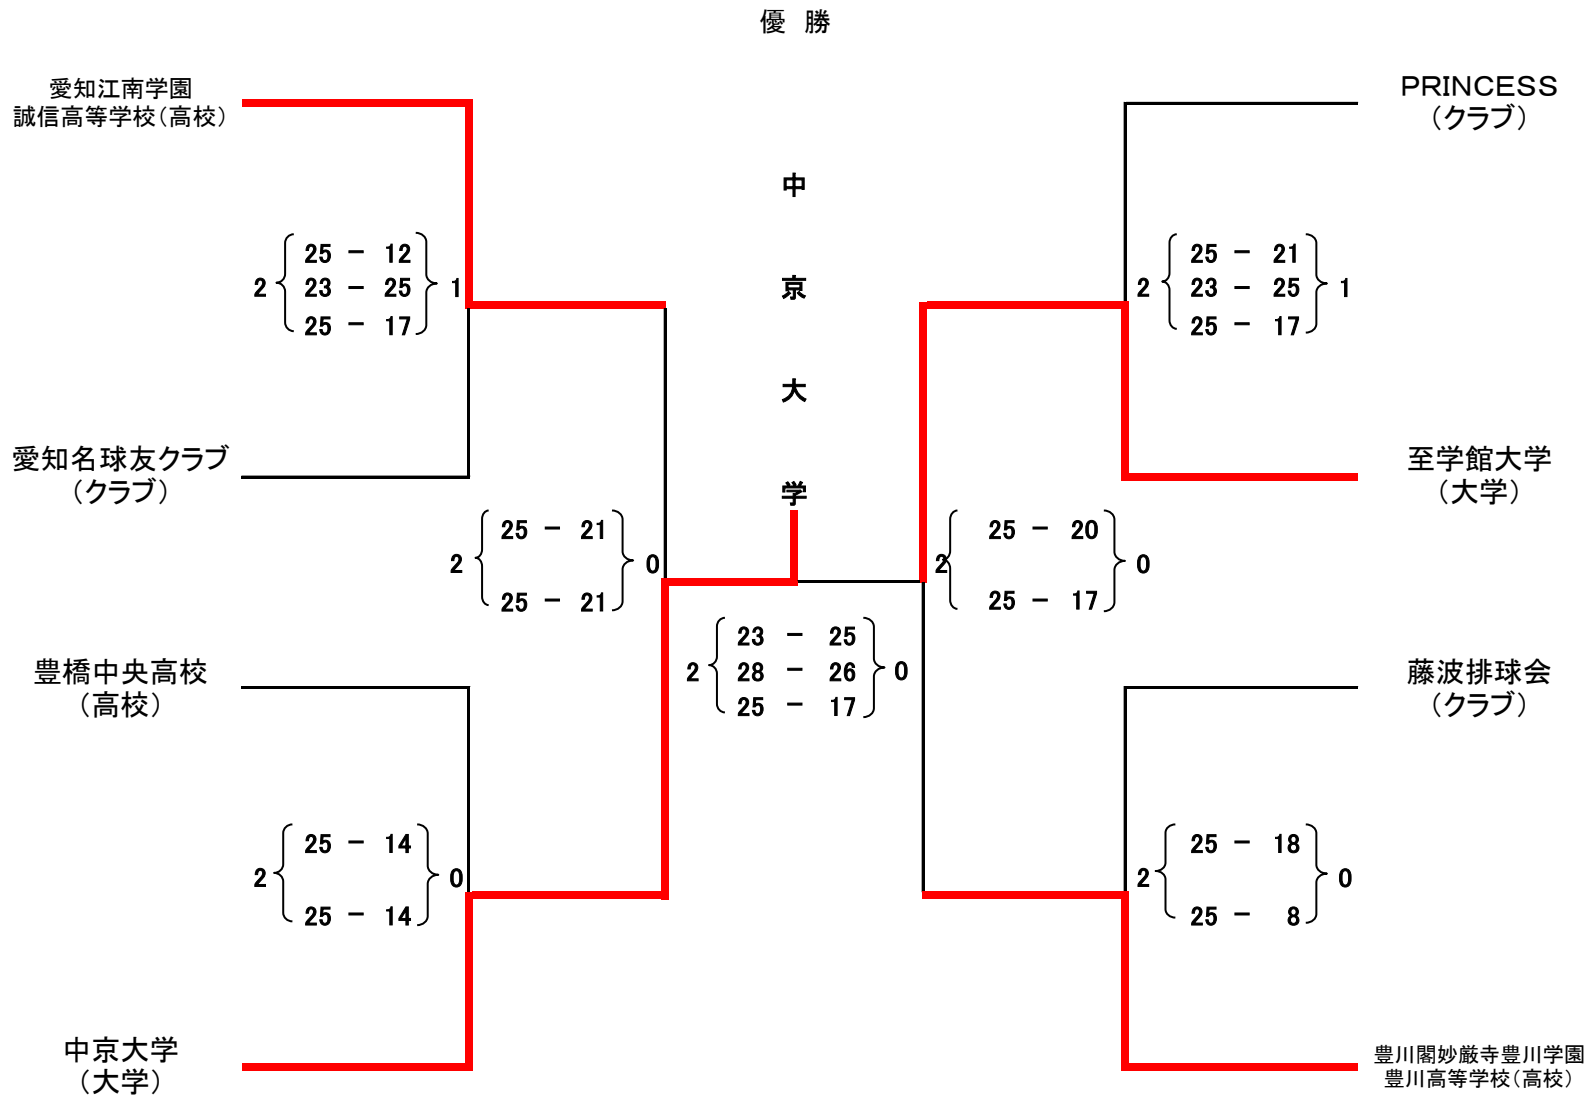 優　勝
愛知江南学園
誠信高等学校（高校）
PRINCESS
（クラブ）
中
京
大
学
25 － 12
2 23 － 25 1
25 － 17
25 － 21
2 23 － 25 1
25 － 17
愛知名球友クラブ
（クラブ）
至学館大学
（大学）
25 － 21
2 0
25 － 21
25 － 20
2 0
25 － 17
23 － 25
2 28 － 26 0
25 － 17
豊橋中央高校
（高校）
藤波排球会
（クラブ）
25 － 14
2 0
25 － 14
25 － 18
2 0
25 － 8
中京大学
（大学）
豊川閣妙厳寺豊川学園
豊川高等学校（高校）